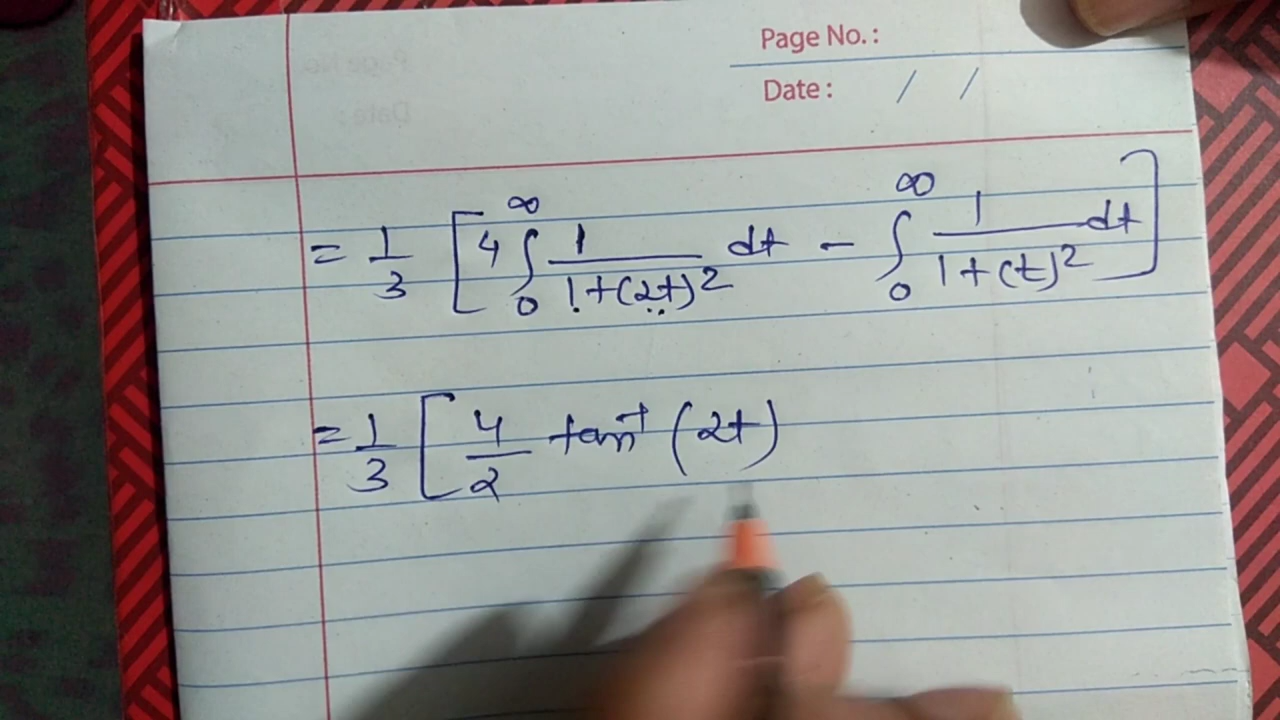 Page No.:
Date: / /
= 1/3 [ 4 ∫₀^∞ 1/(1+(2t)²) dt − ∫₀^∞ 1/(1+(t)²) dt ]
= 1/3 [ 4/2 tan⁻¹ (2t)